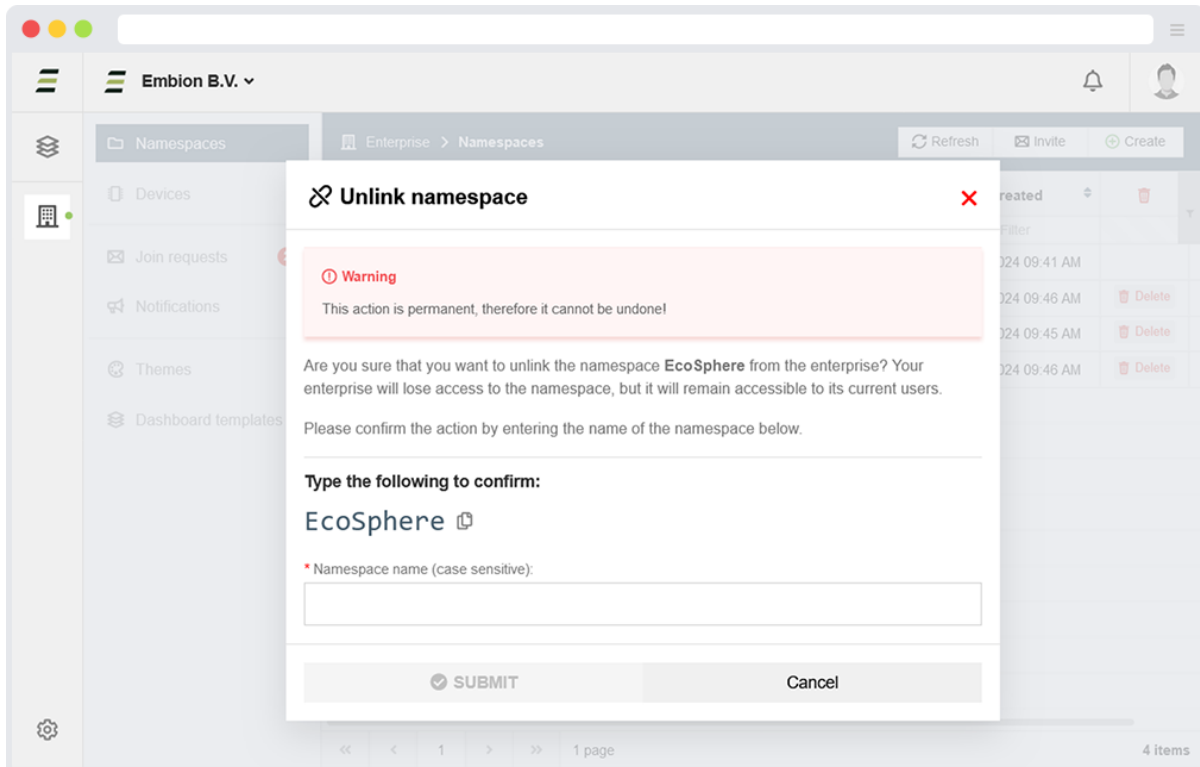 Embion B.V.
Namespaces
Devices
Join requests
Notifications
Themes
Dashboard templates
Enterprise > Namespaces
Refresh
Invite
Create
Unlink namespace
Warning
This action is permanent, therefore it cannot be undone!
Are you sure that you want to unlink the namespace EcoSphere from the enterprise? Your
enterprise will lose access to the namespace, but it will remain accessible to its current users.
Please confirm the action by entering the name of the namespace below.
Type the following to confirm:
EcoSphere
* Namespace name (case sensitive):
SUBMIT
Cancel
reated
Filter
024 09:41 AM
024 09:46 AM
Delete
024 09:45 AM
Delete
024 09:46 AM
Delete
<< < 1 > >> 1 page
4 items